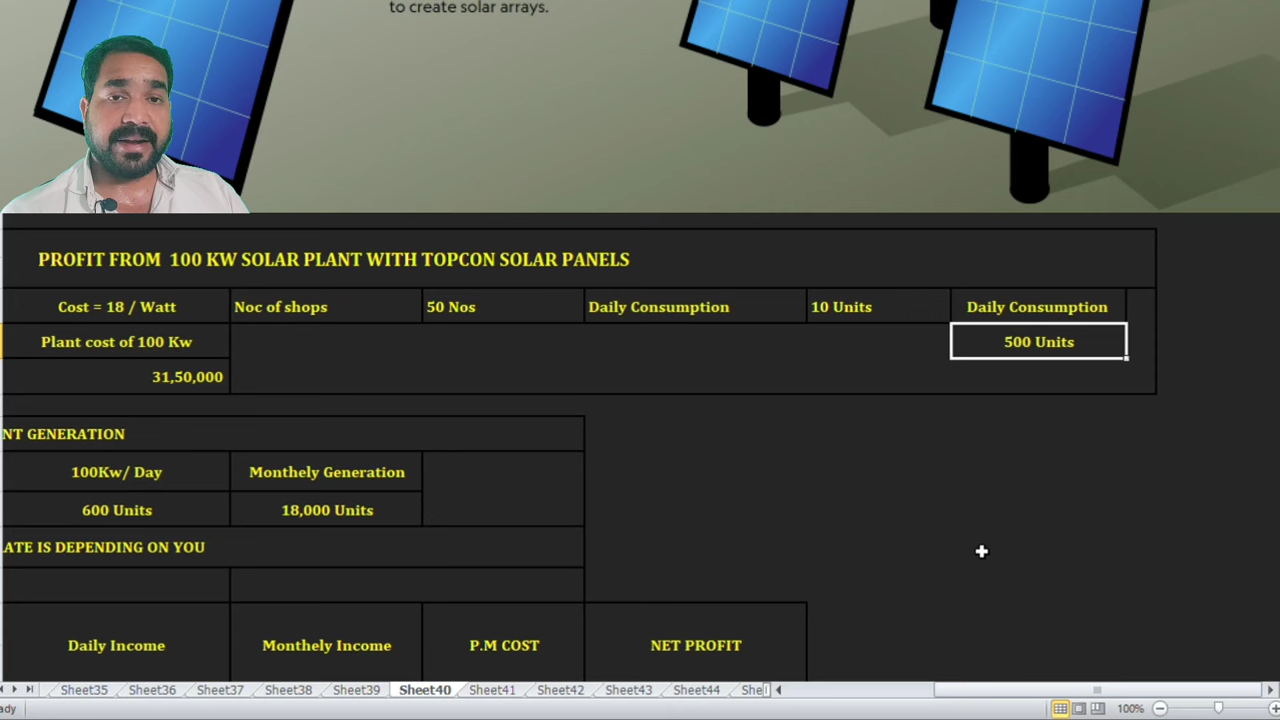 to create solar arrays.
PROFIT FROM 100 KW SOLAR PLANT WITH TOPCON SOLAR PANELS
Cost = 18 / Watt Noc of shops 50 Nos Daily Consumption 10 Units Daily Consumption
Plant cost of 100 Kw 500 Units
31,50,000
NT GENERATION
100Kw/ Day Monthely Generation
600 Units 18,000 Units
ATE IS DEPENDING ON YOU
Daily Income Monthely Income P.M COST NET PROFIT
Sheet35 Sheet36 Sheet37 Sheet38 Sheet39 Sheet40 Sheet41 Sheet42 Sheet43 Sheet44 She
ady 100%